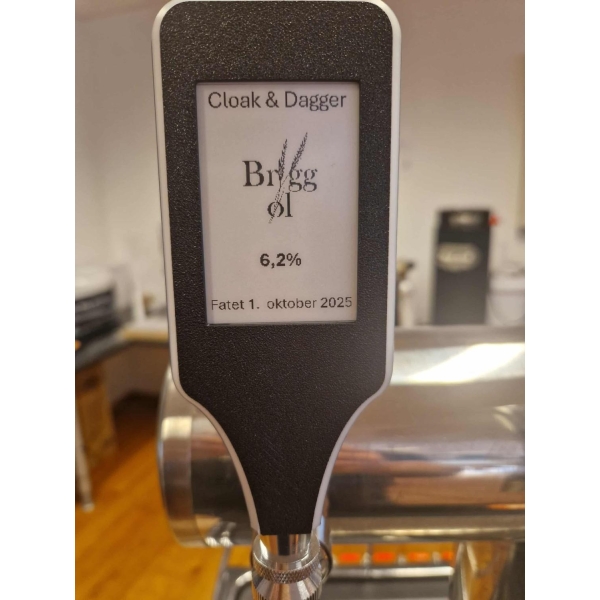 Cloak & Dagger
Brygg
øl
6,2%
Fatet 1. oktober 2025